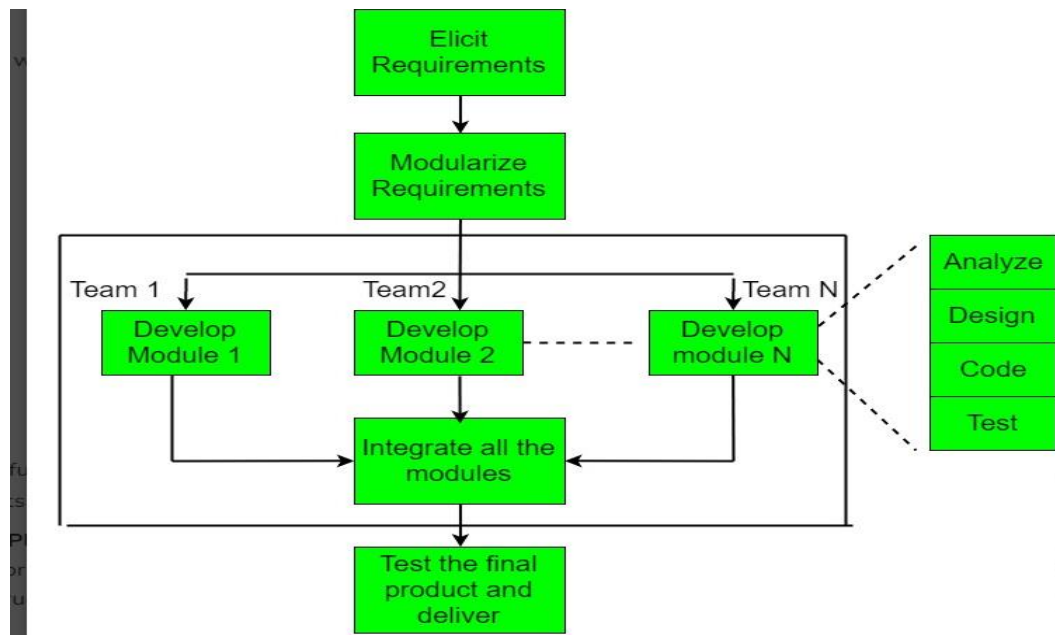 Elicit
Requirements
Modularize
Requirements
Team 1
Team2
Team N
Develop
Module 1
Develop
Module 2
Develop
module N
Analyze
Design
Code
Test
Integrate all the
modules
Test the final
product and
deliver